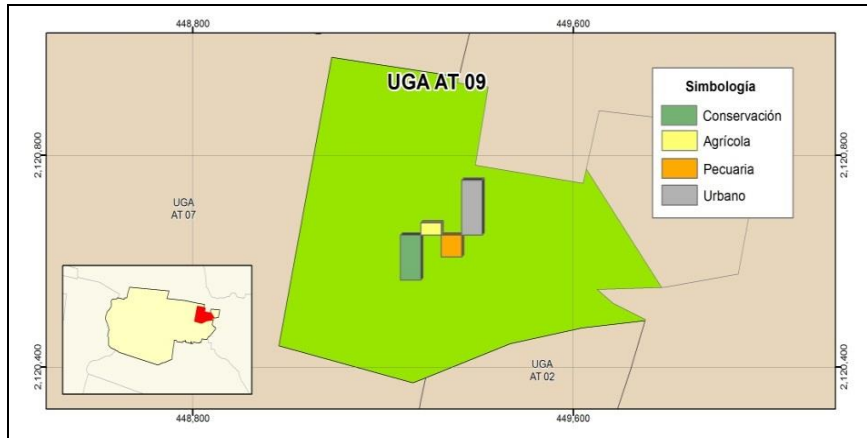 448,800
449,600
UGA AT 09
Simbología
Conservación
Agrícola
Pecuaria
Urbano
2,120,800
2,120,800
UGA
AT 07
UGA
AT 02
2,120,400
2,120,400
448,800
449,600